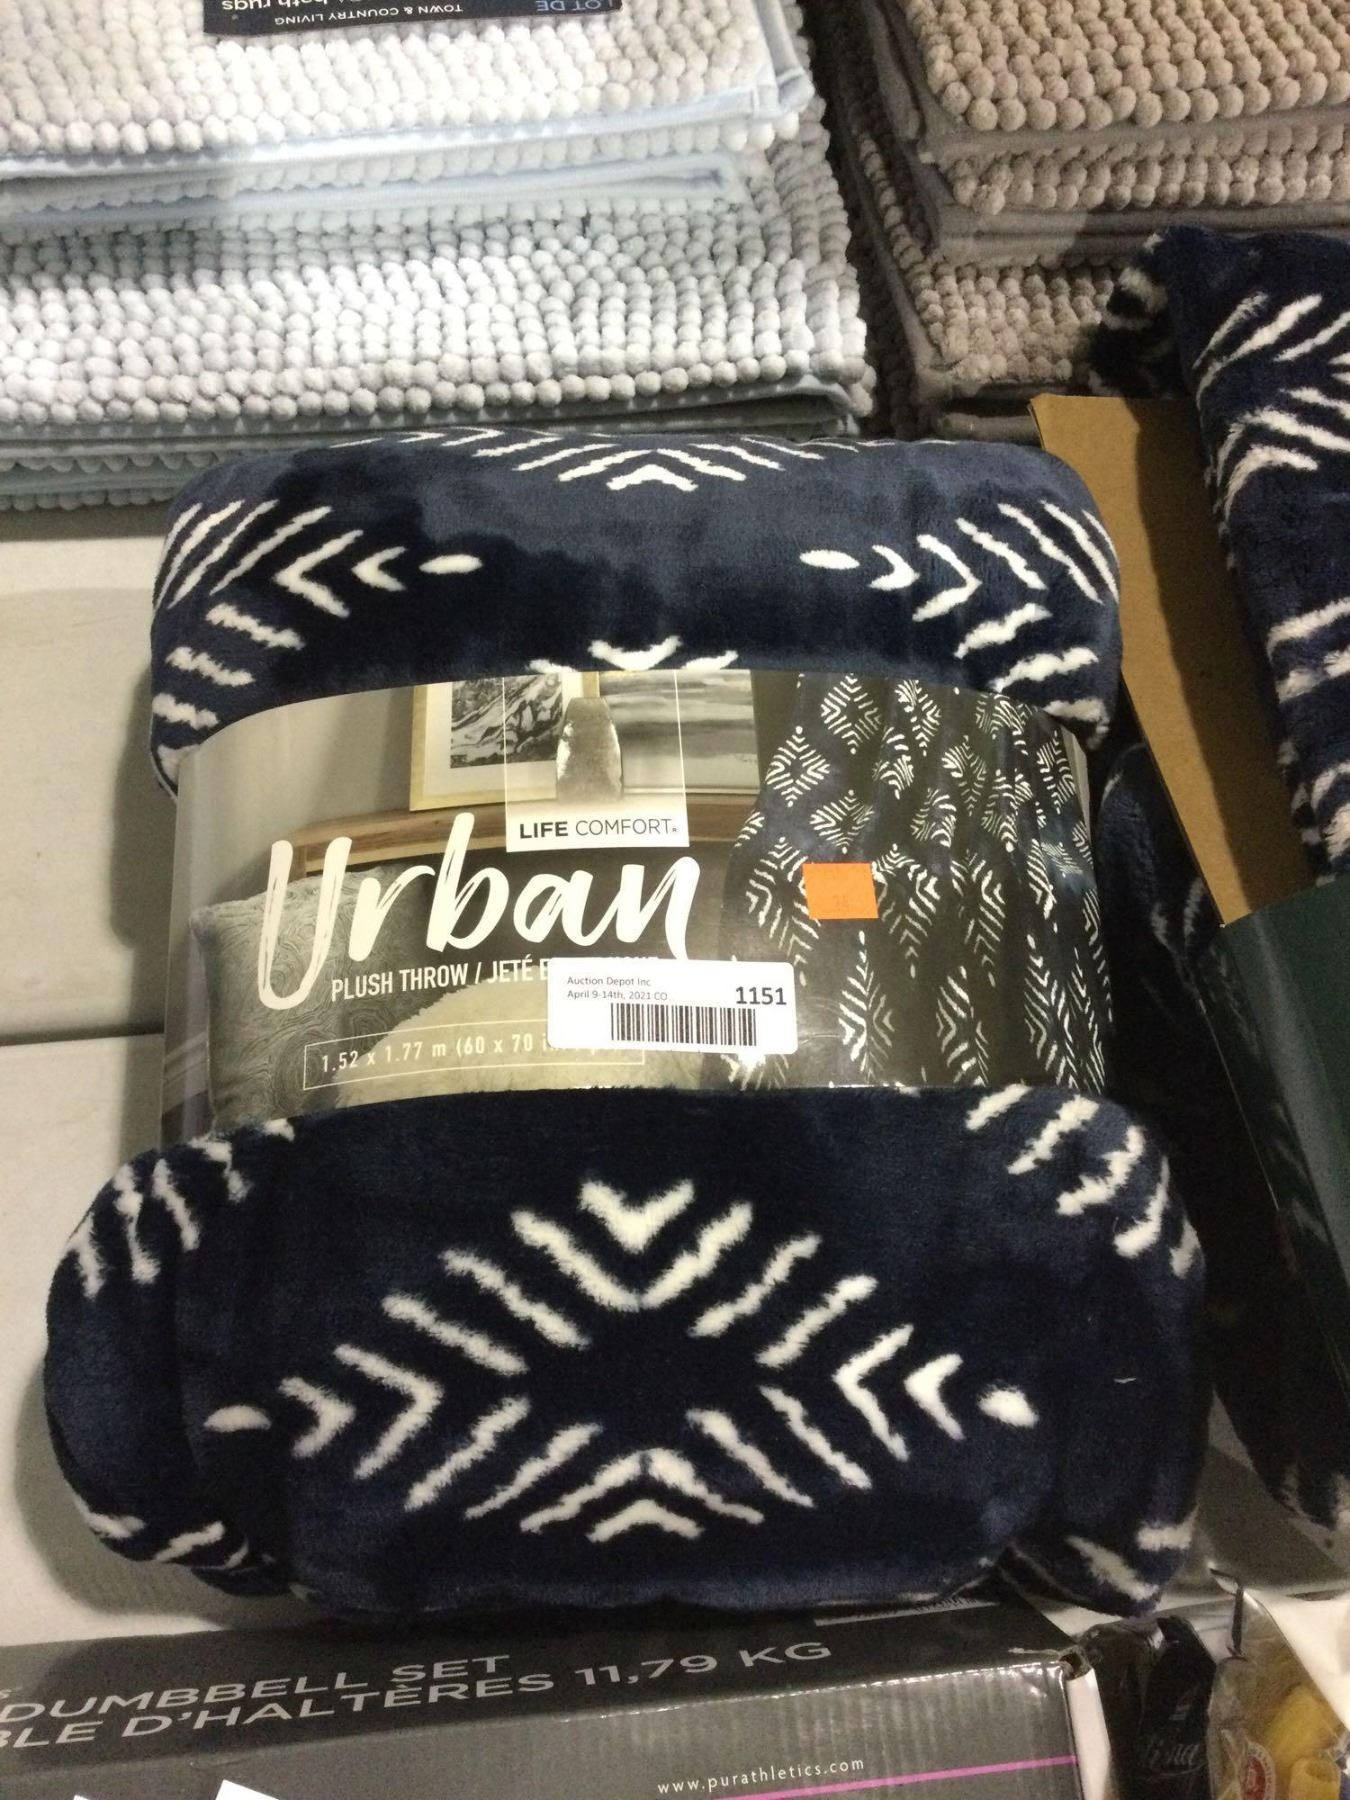 LOT DE
TOWN & COUNTRY LIVING
bath rugs
LIFE COMFORT
Urban
PLUSH THROW / JETÉ
1.52 x 1.77 m (60 x 70
Auction Depot Inc
April 9-14th, 2021 CO
1151
DUMBBELL SET
D'HALTÈRES 11,79 KG
www.purathletics.com